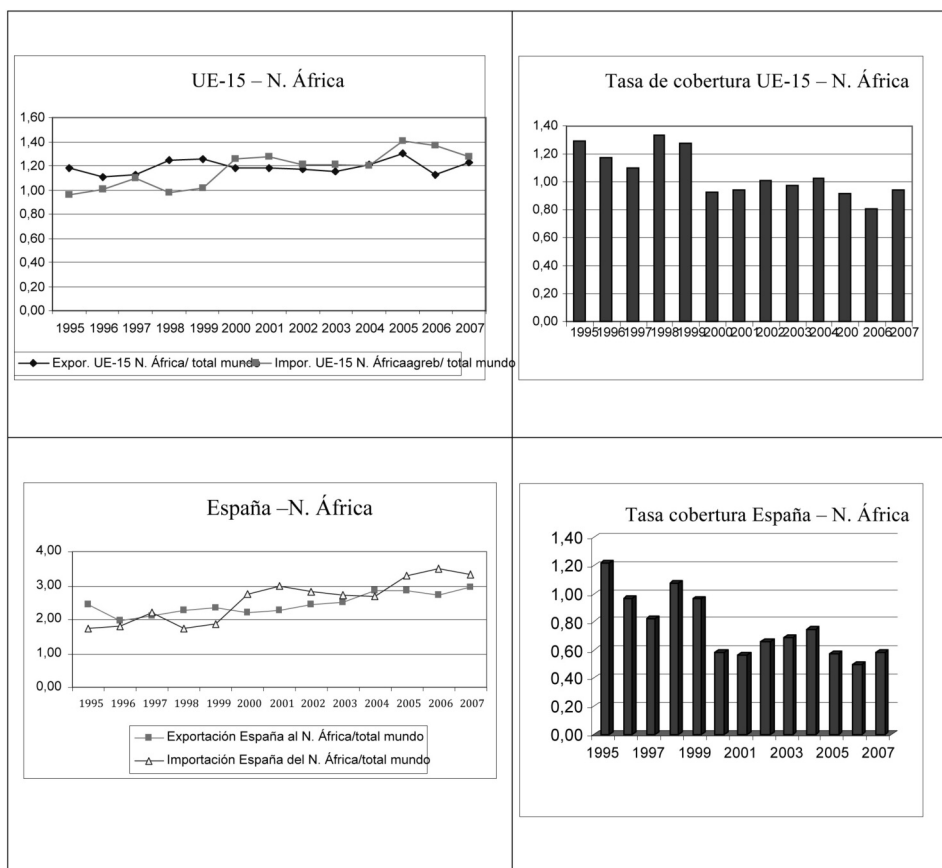 UE-15 – N. África
1,60
1,40
1,20
1,00
0,80
0,60
0,40
0,20
0,00
1995 1996 1997 1998 1999 2000 2001 2002 2003 2004 2005 2006 2007
Expor. UE-15 N. África/ total mundo Impor. UE-15 N. Áfricaagreb/ total mundo
Tasa de cobertura UE-15 – N. África
1,40
1,20
1,00
0,80
0,60
0,40
0,20
0,00
1995 1996 1997 1998 1999 2000 2001 2002 2003 2004 200 2006 2007
España –N. África
4,00
3,00
2,00
1,00
0,00
1995 1996 1997 1998 1999 2000 2001 2002 2003 2004 2005 2006 2007
Exportación España al N. África/total mundo
Importación España del N. África/total mundo
Tasa cobertura España – N. África
1,40
1,20
1,00
0,80
0,60
0,40
0,20
0,00
1995 1997 1999 2001 2003 2005 2007